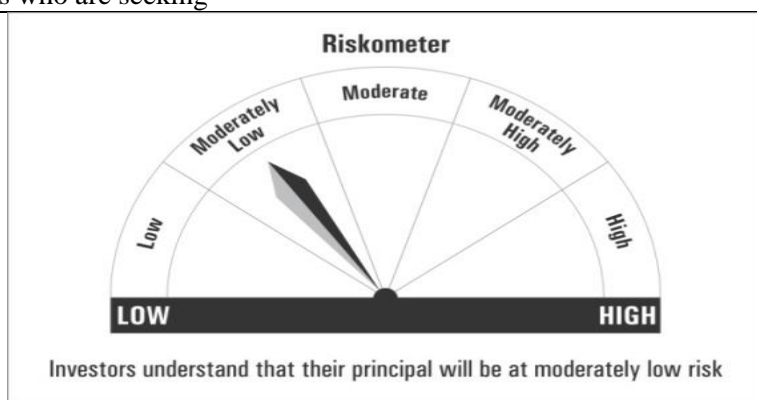 s who are seeking
Riskometer
Moderate
Moderately
Low
Moderately
High
Low
High
LOW
HIGH
Investors understand that their principal will be at moderately low risk